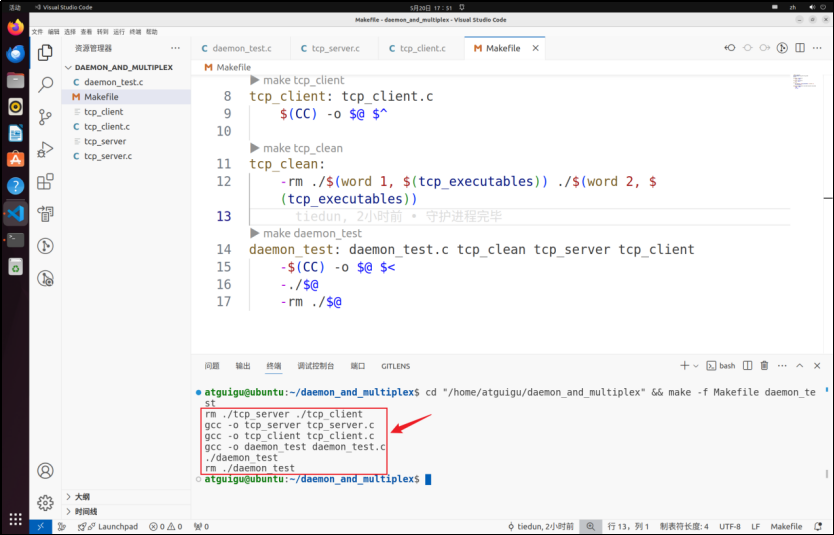 活动
Visual Studio Code
5月20日 17:51
zh
Makefile - daemon_and_multiplex - Visual Studio Code
文件 编辑 选择 查看 转到 运行 终端 帮助
资源管理器
DAEMON_AND_MULTIPLEX
C daemon_test.c
M Makefile
tcp_client
C tcp_client.c
tcp_server
C tcp_server.c
大纲
时间线
C daemon_test.c
C tcp_server.c
C tcp_client.c
M Makefile
M Makefile
make tcp_client
8 tcp_client: tcp_client.c
9 $(CC) -o $@ $^
10
make tcp_clean
11 tcp_clean:
12 -rm ./$(word 1, $(tcp_executables)) ./$(word 2, $
(tcp_executables))
13 tiedun, 2小时前 • 守护进程完毕
make daemon_test
14 daemon_test: daemon_test.c tcp_clean tcp_server tcp_client
15 -$(CC) -o $@ $<
16 -./$@
17 -rm ./$@
问题 输出 终端 调试控制台 端口 GITLENS
bash
atguigu@ubuntu:~/daemon_and_multiplex$ cd "/home/atguigu/daemon_and_multiplex" && make -f Makefile daemon_te
st
rm ./tcp_server ./tcp_client
gcc -o tcp_server tcp_server.c
gcc -o tcp_client tcp_client.c
gcc -o daemon_test daemon_test.c
./daemon_test
rm ./daemon_test
atguigu@ubuntu:~/daemon_and_multiplex$
Launchpad 0 0 0
tiedun, 2小时前 行 13，列 1 制表符长度: 4 UTF-8 LF Makefile